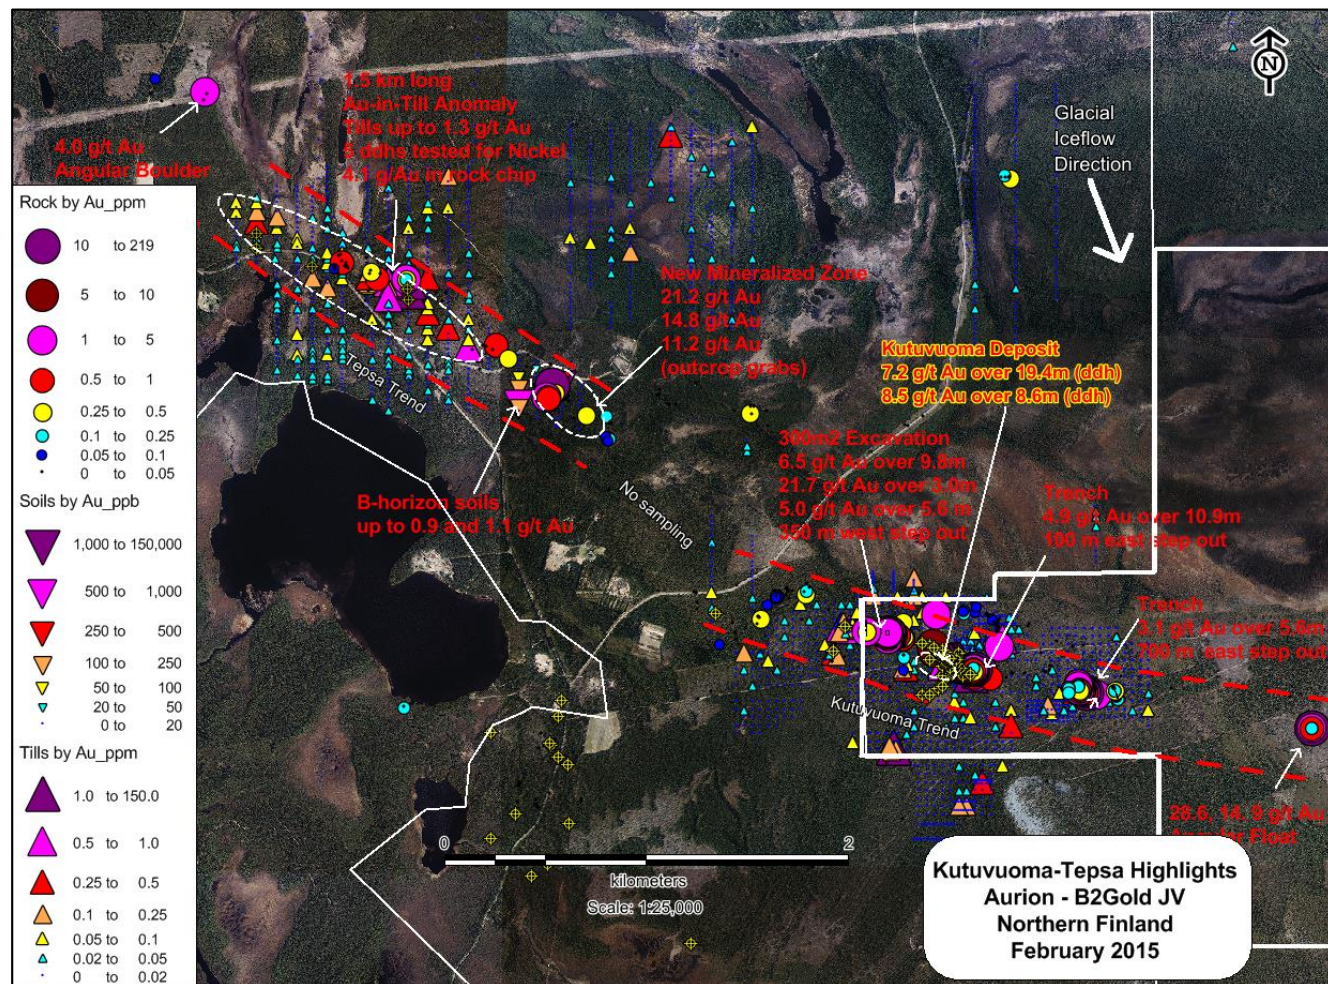 1.5 km long
Au-in-Till Anomaly
Tills up to 1.3 g/t Au
5 ddhs tested for Nickel
4.1 g/Au in rock chip
4.0 g/t Au
Angular Boulder
N
Glacial
Iceflow
Direction
Rock by Au_ppm
10 to 219
5 to 10
1 to 5
0.5 to 1
0.25 to 0.5
0.1 to 0.25
0.05 to 0.1
0 to 0.05
Soils by Au_ppb
1,000 to 150,000
500 to 1,000
250 to 500
100 to 250
50 to 100
20 to 50
0 to 20
Tills by Au_ppm
1.0 to 150.0
0.5 to 1.0
0.25 to 0.5
0.1 to 0.25
0.05 to 0.1
0.02 to 0.05
0 to 0.02
New Mineralized Zone
21.2 g/t Au
14.8 g/t Au
11.2 g/t Au
(outcrop grabs)
Tepsa Trend
Kutuvuoma Deposit
7.2 g/t Au over 19.4m (ddh)
8.5 g/t Au over 8.6m (ddh)
300m2 Excavation
6.5 g/t Au over 9.8m
21.7 g/t Au over 3.0m
5.0 g/t Au over 5.6 m
350 m west step out
B-horizon soils
up to 0.9 and 1.1 g/t Au
No sampling
Trench
4.9 g/t Au over 10.9m
100 m east step out
Trench
3.1 g/t Au over 5.6m
700 m east step out
Kutuvuoma Trend
28.6, 14, 9 g/t Au
Angular Float
0 2
kilometers
Scale: 1:25,000
Kutuvuoma-Tepsa Highlights
Aurion - B2Gold JV
Northern Finland
February 2015